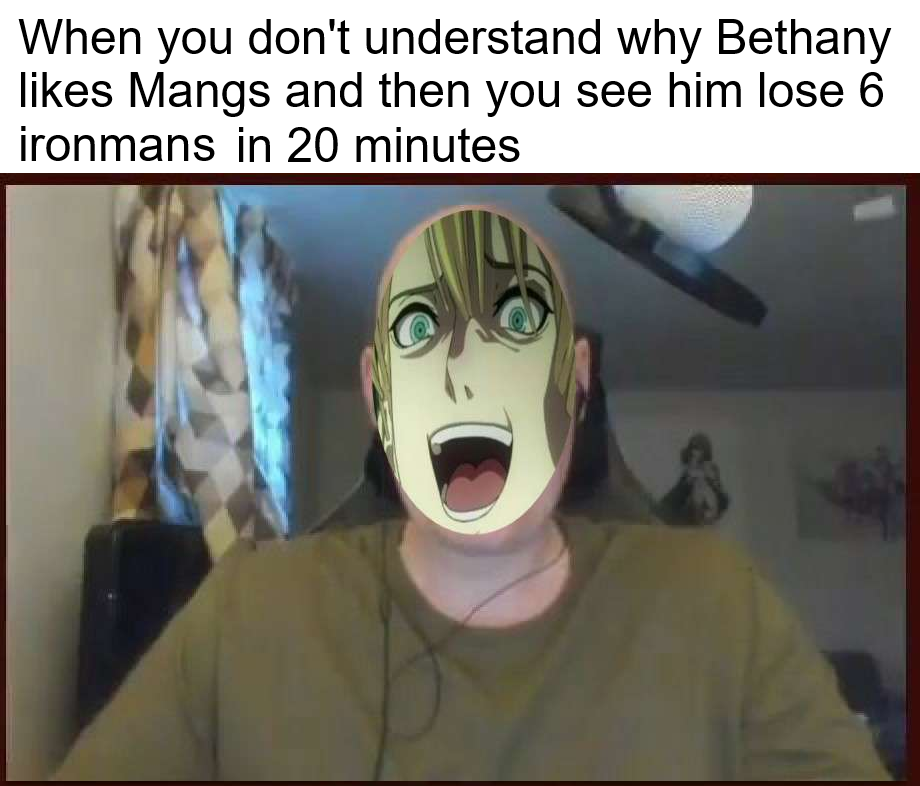 When you don't understand why Bethany
likes Mangs and then you see him lose 6
ironmans in 20 minutes